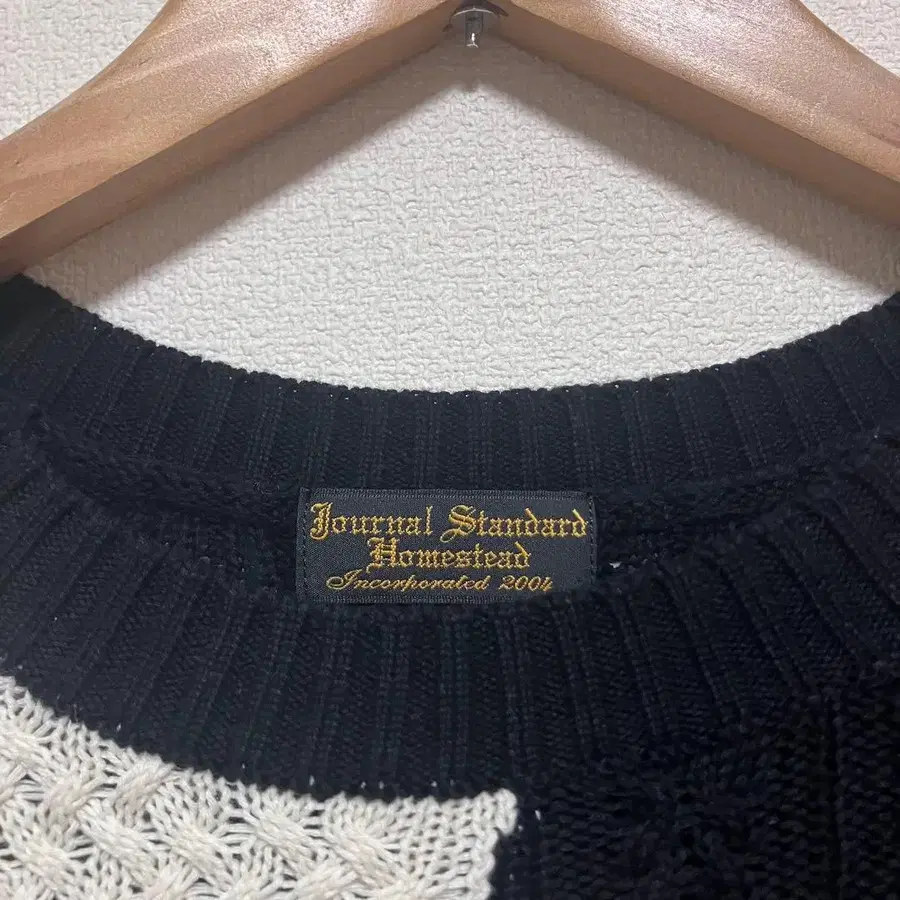 Journal Standard
Homestead
Incorporated 2004